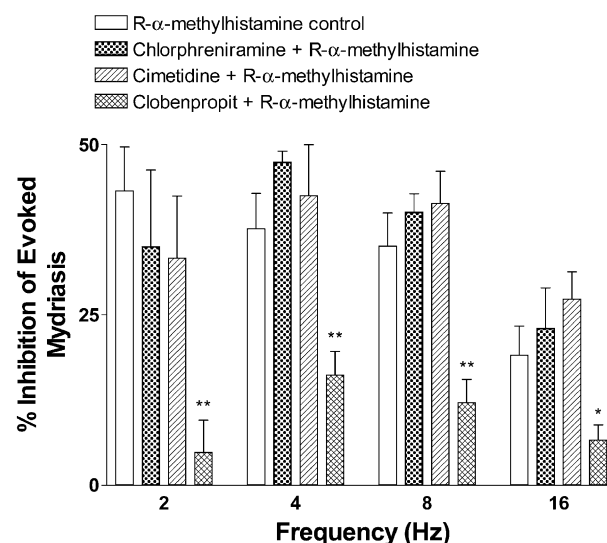 R-α-methylhistamine control
Chlorphreniramine + R-α-methylhistamine
Cimetidine + R-α-methylhistamine
Clobenpropit + R-α-methylhistamine
% Inhibition of Evoked
Mydriasis
50
25
0
**
**
**
*
2 4 8 16
Frequency (Hz)